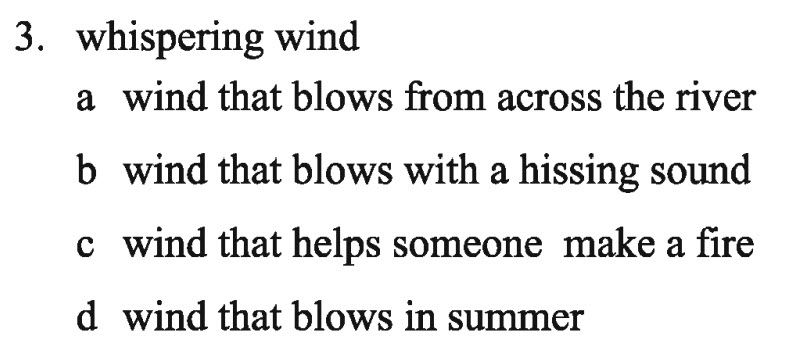 3. whispering wind
a wind that blows from across the river
b wind that blows with a hissing sound
c wind that helps someone make a fire
d wind that blows in summer